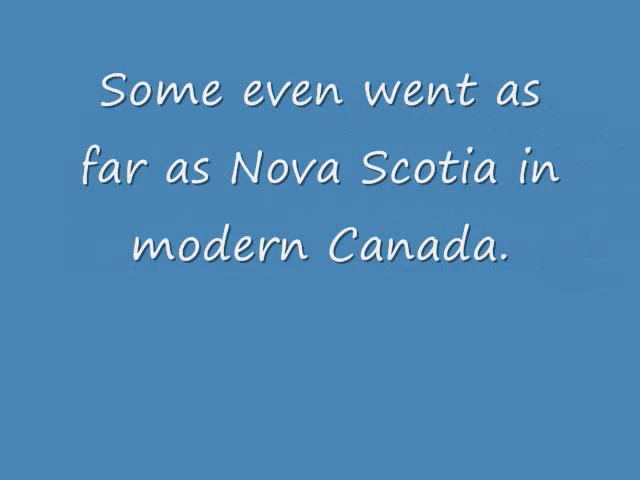 Some even went as
far as Nova Scotia in
modern Canada.